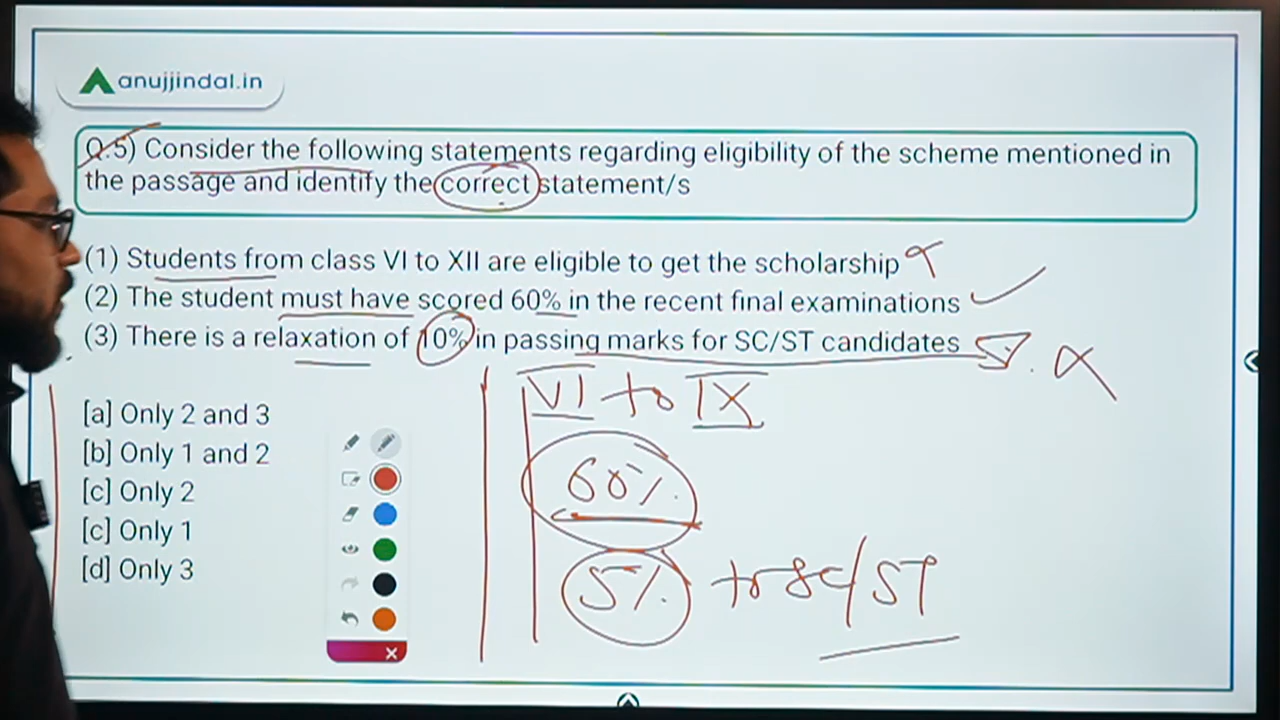 anujjindal.in
Q.5) Consider the following statements regarding eligibility of the scheme mentioned in
the passage and identify the correct statement/s
(1) Students from class VI to XII are eligible to get the scholarship
(2) The student must have scored 60% in the recent final examinations
(3) There is a relaxation of 10% in passing marks for SC/ST candidates 5%.
VI to IX
[a] Only 2 and 3
[b] Only 1 and 2
[c] Only 2
[c] Only 1
[d] Only 3
60%.
5%. to SC/ST